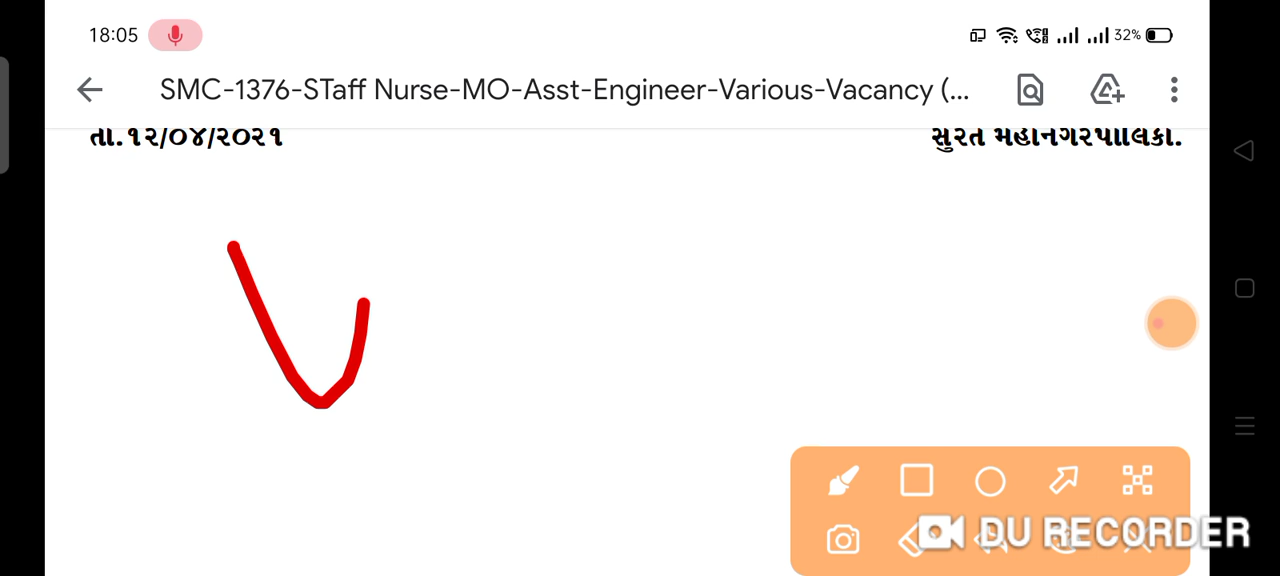 18:05 32%
SMC-1376-STaff Nurse-MO-Asst-Engineer-Various-Vacancy (...
તા.૧૨/૦૪/૨૦૨૧ સુરત મહાનગરપાલિકા.
DU RECORDER